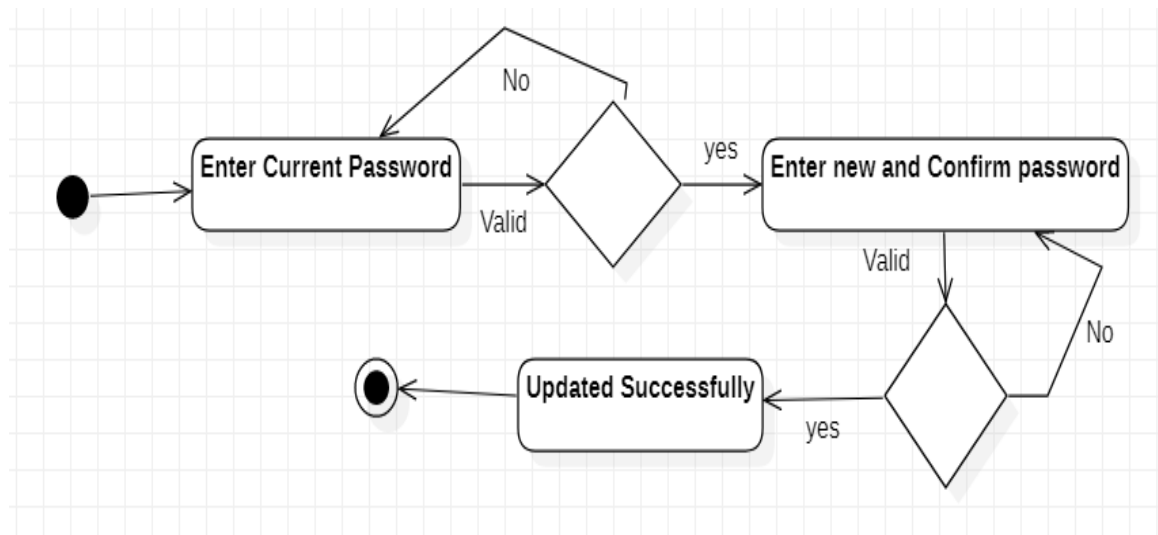 No
Enter Current Password
Valid
yes
Enter new and Confirm password
Valid
No
yes
Updated Successfully